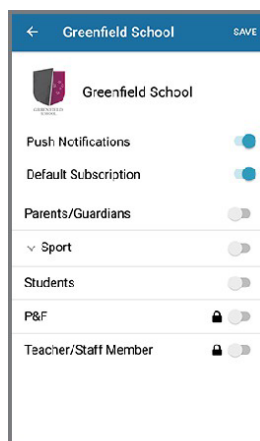 Greenfield School
SAVE
Greenfield School
Push Notifications
Default Subscription
Parents/Guardians
Sport
Students
P&F
Teacher/Staff Member